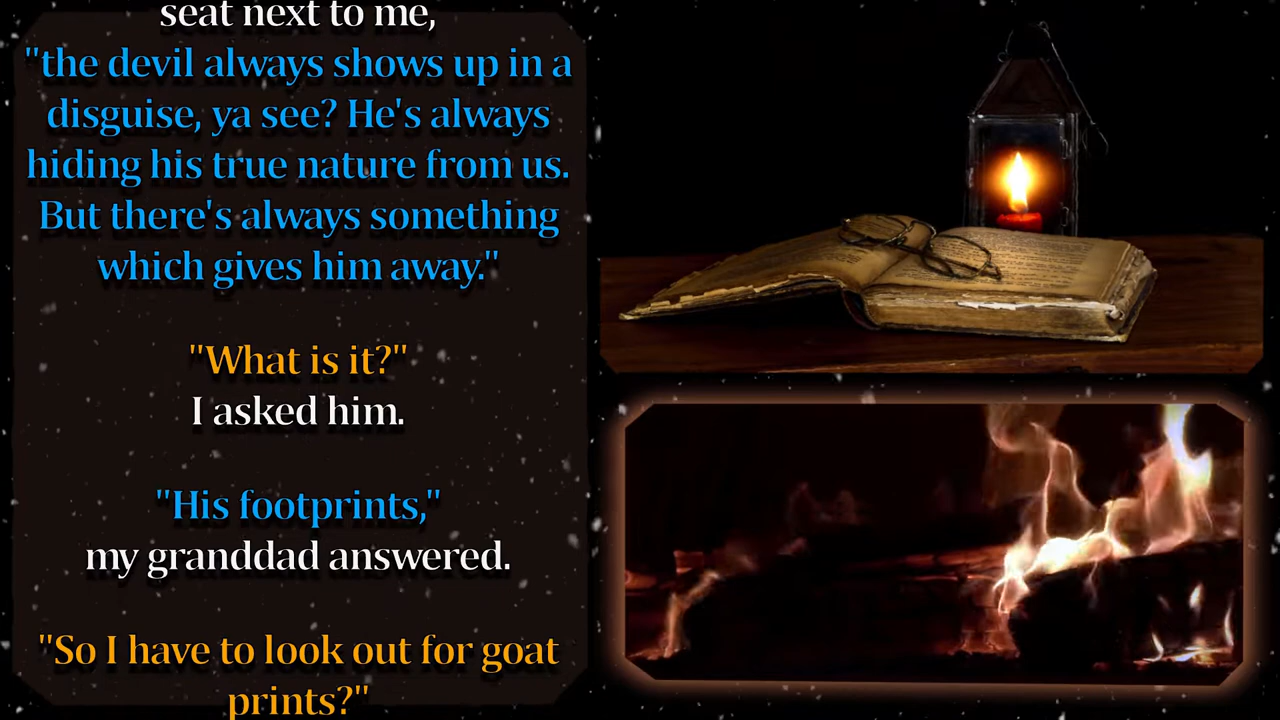 seat next to me,
"the devil always shows up in a
disguise, ya see? He's always
hiding his true nature from us.
But there's always something
which gives him away."
"What is it?"
I asked him.
"His footprints,"
my granddad answered.
"So I have to look out for goat
prints?"